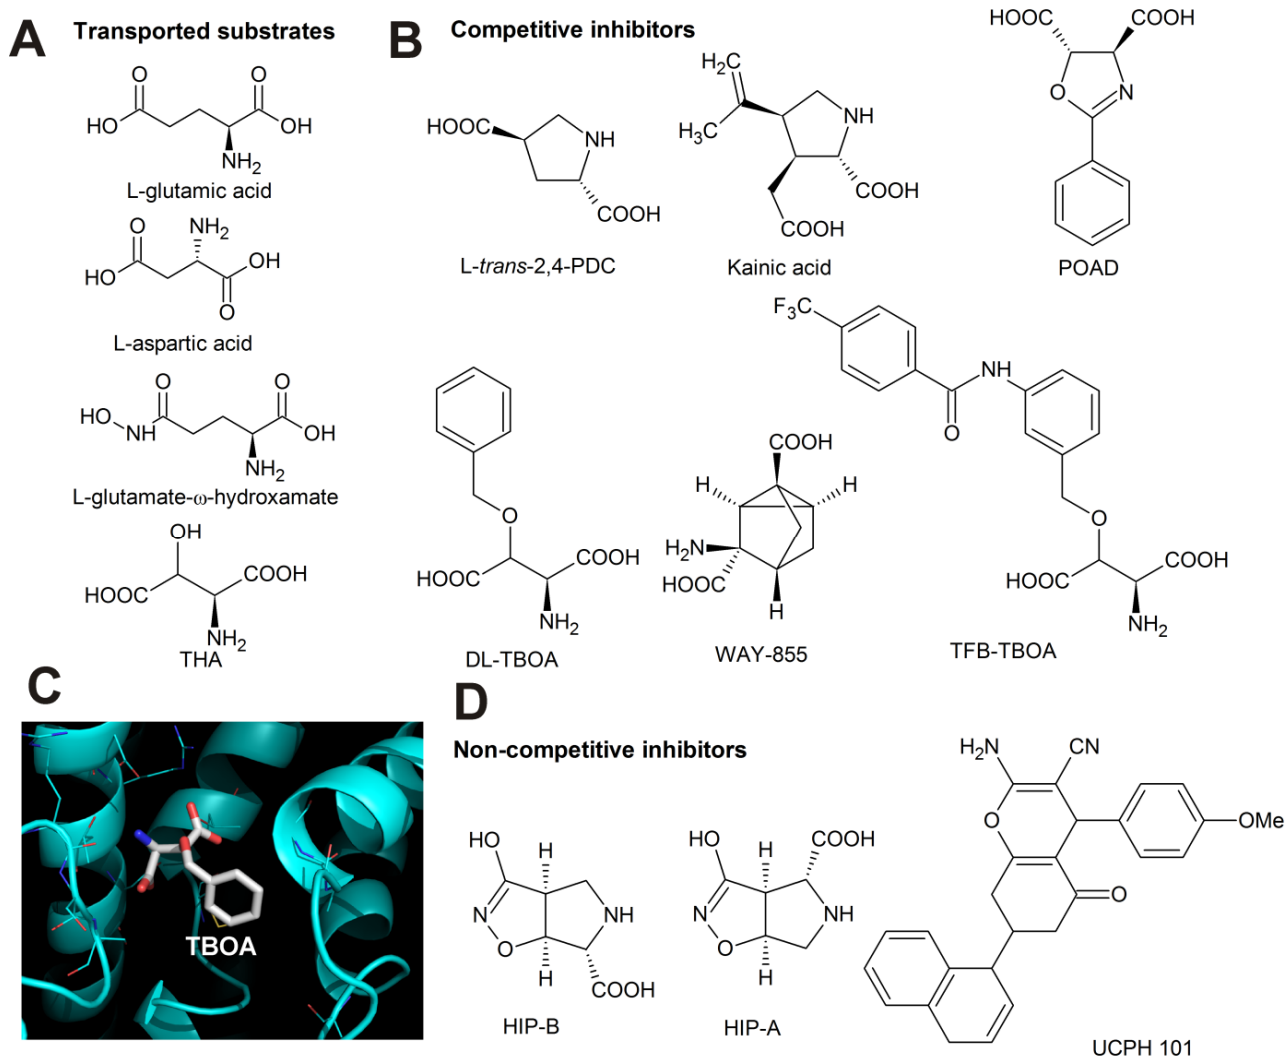 A
Transported substrates
O
O
HO
OH
NH2
L-glutamic acid
O
NH2
HO
OH
O
L-aspartic acid
O
O
HO
NH
OH
NH2
L-glutamate-ω-hydroxamate
OH
HOOC
COOH
NH2
THA
B
Competitive inhibitors
HOOC
NH
COOH
L-trans-2,4-PDC
H2C
H3C
NH
COOH
COOH
Kainic acid
HOOC
COOH
O
N
POAD
O
HOOC
COOH
NH2
DL-TBOA
COOH
H
H
H2N
HOOC
H
WAY-855
F3C
NH
O
O
HOOC
COOH
NH2
TFB-TBOA
C
TBOA
D
Non-competitive inhibitors
HO
H
N
NH
O
H
COOH
HIP-B
HO
COOH
H
N
NH
O
H
HIP-A
H2N
CN
O
OMe
O
UCPH 101